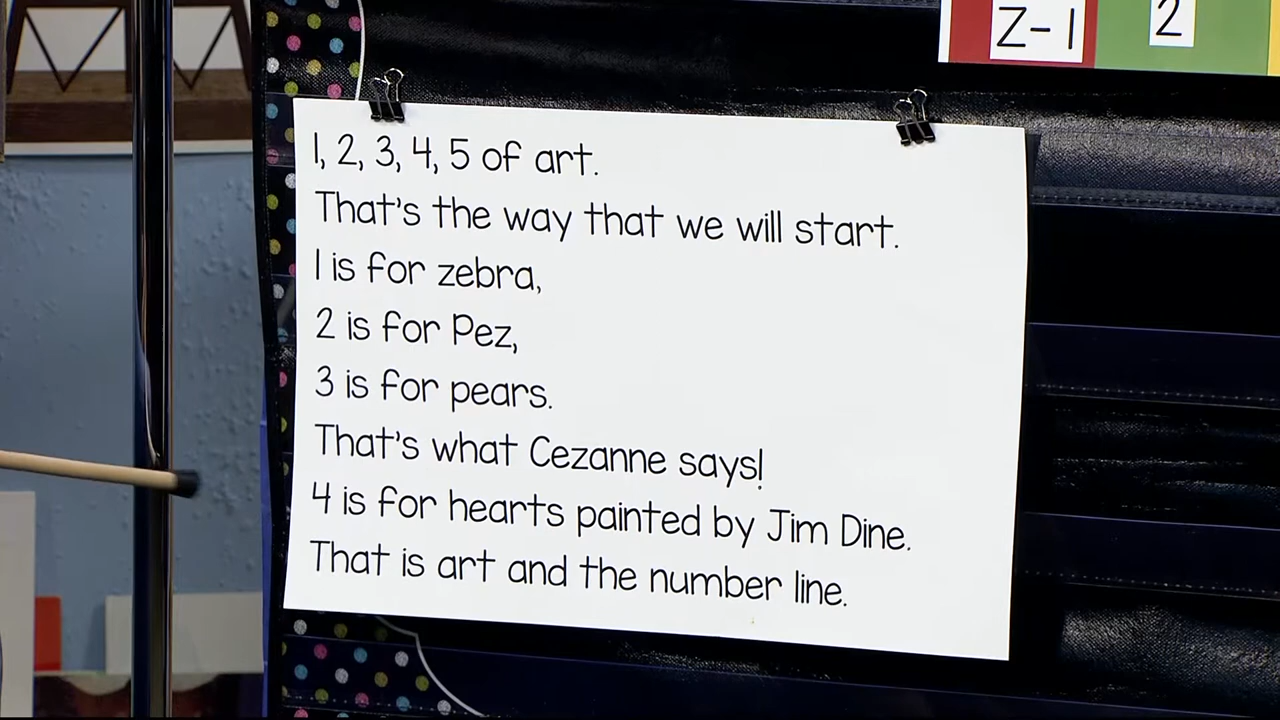 Z-1 2
1, 2, 3, 4, 5 of art.
That's the way that we will start.
1 is for zebra,
2 is for Pez,
3 is for pears.
That's what Cezanne says!
4 is for hearts painted by Jim Dine.
That is art and the number line.